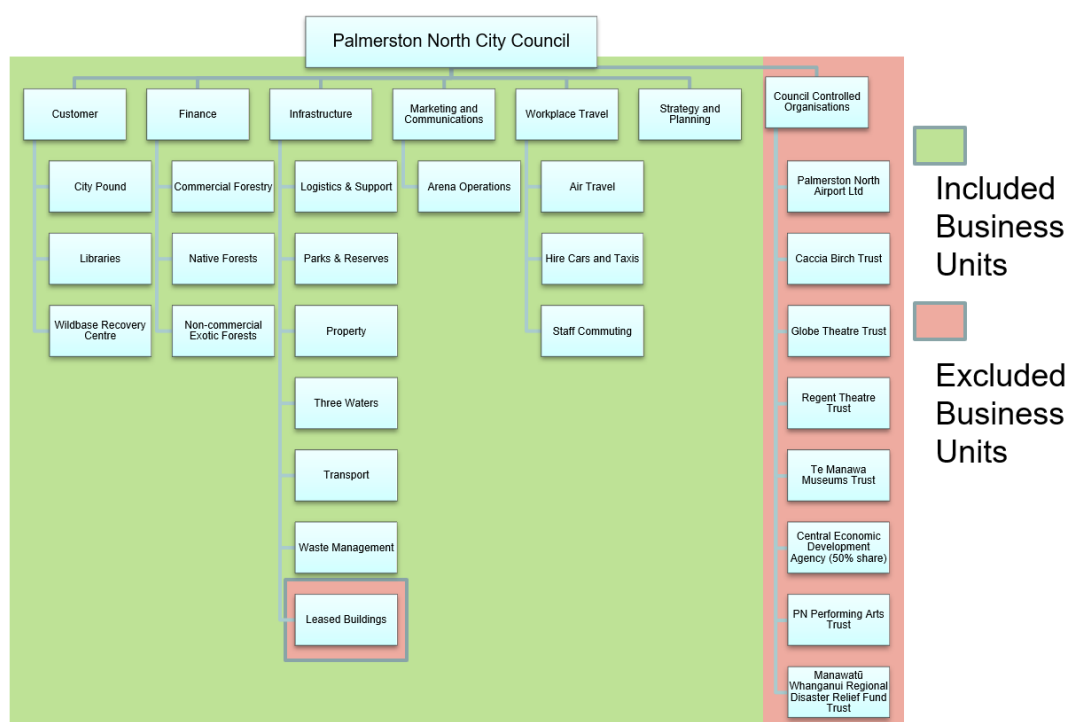 Palmerston North City Council
Customer
Finance
Infrastructure
Marketing and
Communications
Workplace Travel
Strategy and
Planning
Council Controlled
Organisations
City Pound
Libraries
Wildbase Recovery
Centre
Commercial Forestry
Native Forests
Non-commercial
Exotic Forests
Logistics & Support
Parks & Reserves
Property
Three Waters
Transport
Waste Management
Leased Buildings
Arena Operations
Air Travel
Hire Cars and Taxis
Staff Commuting
Palmerston North
Airport Ltd
Caccia Birch Trust
Globe Theatre Trust
Regent Theatre
Trust
Te Manawa
Museums Trust
Central Economic
Development
Agency (50% share)
PN Performing Arts
Trust
Manawatū
Whanganui Regional
Disaster Relief Fund
Trust
Included
Business
Units
Excluded
Business
Units